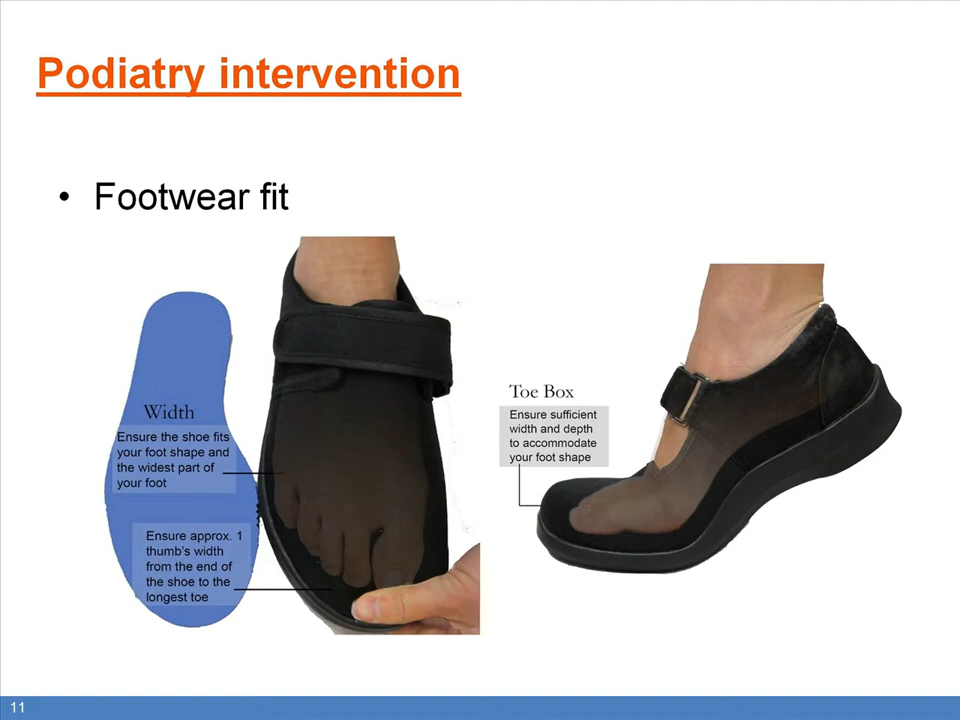 Podiatry intervention
• Footwear fit
Width
Ensure the shoe fits
your foot shape and
the widest part of
your foot
Ensure approx. 1
thumb's width
from the end of
the shoe to the
longest toe
Toe Box
Ensure sufficient
width and depth
to accommodate
your foot shape
11